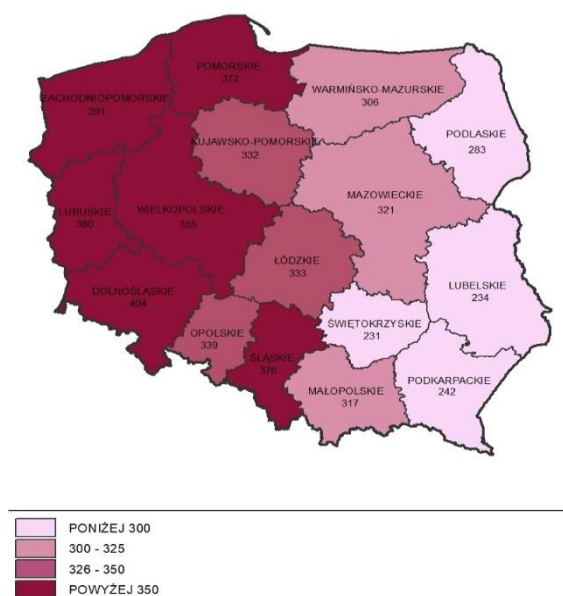 POMORSKIE
372
WARMIŃSKO-MAZURSKIE
306
ZACHODNIOPOMORSKIE
391
PODLASKIE
283
KUJAWSKO-POMORSKIE
332
MAZOWIECKIE
321
LUBUSKIE
380
WIELKOPOLSKIE
355
ŁÓDZKIE
333
LUBELSKIE
234
DOLNOŚLĄSKIE
404
ŚWIĘTOKRZYSKIE
231
OPOLSKIE
339
ŚLĄSKIE
376
MAŁOPOLSKIE
317
PODKARPACKIE
242
PONIŻEJ 300
300 - 325
326 - 350
POWYŻEJ 350